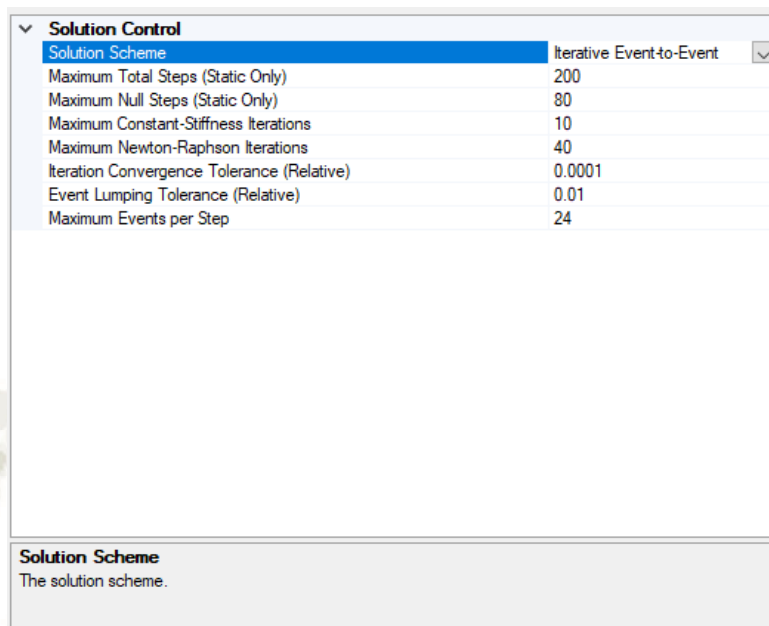 Solution Control
Solution Scheme Iterative Event-to-Event
Maximum Total Steps (Static Only) 200
Maximum Null Steps (Static Only) 80
Maximum Constant-Stiffness Iterations 10
Maximum Newton-Raphson Iterations 40
Iteration Convergence Tolerance (Relative) 0.0001
Event Lumping Tolerance (Relative) 0.01
Maximum Events per Step 24
Solution Scheme
The solution scheme.